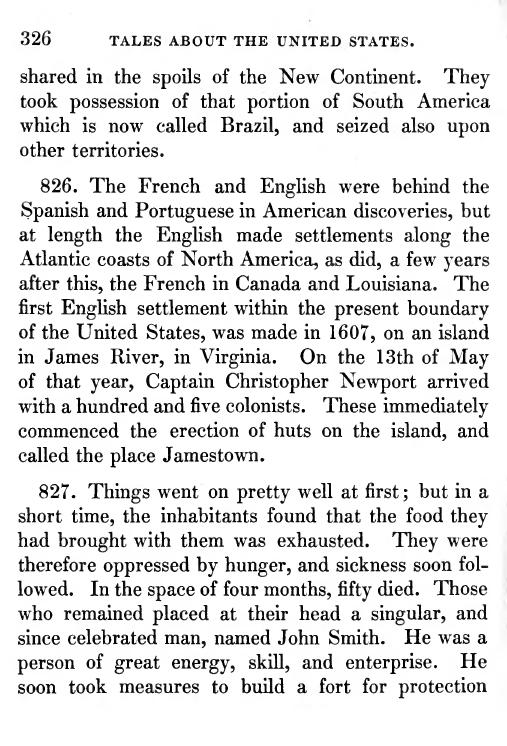 326 TALES ABOUT THE UNITED STATES.
shared in the spoils of the New Continent. They
took possession of that portion of South America
which is now called Brazil, and seized also upon
other territories.
826. The French and English were behind the
Spanish and Portuguese in American discoveries, but
at length the English made settlements along the
Atlantic coasts of North America, as did, a few years
after this, the French in Canada and Louisiana. The
first English settlement within the present boundary
of the United States, was made in 1607, on an island
in James River, in Virginia. On the 13th of May
of that year, Captain Christopher Newport arrived
with a hundred and five colonists. These immediately
commenced the erection of huts on the island, and
called the place Jamestown.
827. Things went on pretty well at first; but in a
short time, the inhabitants found that the food they
had brought with them was exhausted. They were
therefore oppressed by hunger, and sickness soon fol-
lowed. In the space of four months, fifty died. Those
who remained placed at their head a singular, and
since celebrated man, named John Smith. He was a
person of great energy, skill, and enterprise. He
soon took measures to build a fort for protection